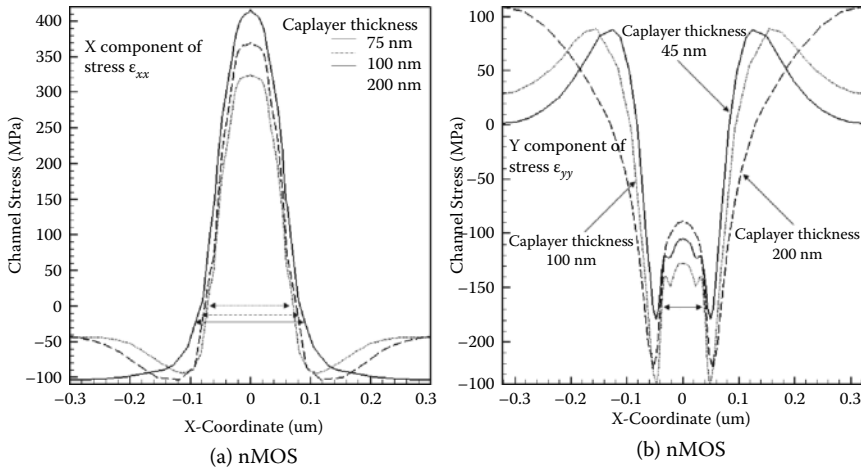 400
350
300
250
200
150
100
50
0
−50
−100
Channel Stress (MPa)
X component of
stress εxx
Caplayer thickness
75 nm
100 nm
200 nm
−0.3 −0.2 −0.1 0 0.1 0.2 0.3
X-Coordinate (um)
(a) nMOS
100
50
0
−50
−100
−100
−200
−100
Channel Stress (MPa)
Caplayer thickness
45 nm
Y component of
stress εyy
Caplayer thickness
100 nm
Caplayer thickness
200 nm
−0.3 −0.2 −0.1 0 0.1 0.2 0.3
X-Coordinate (um)
(b) nMOS